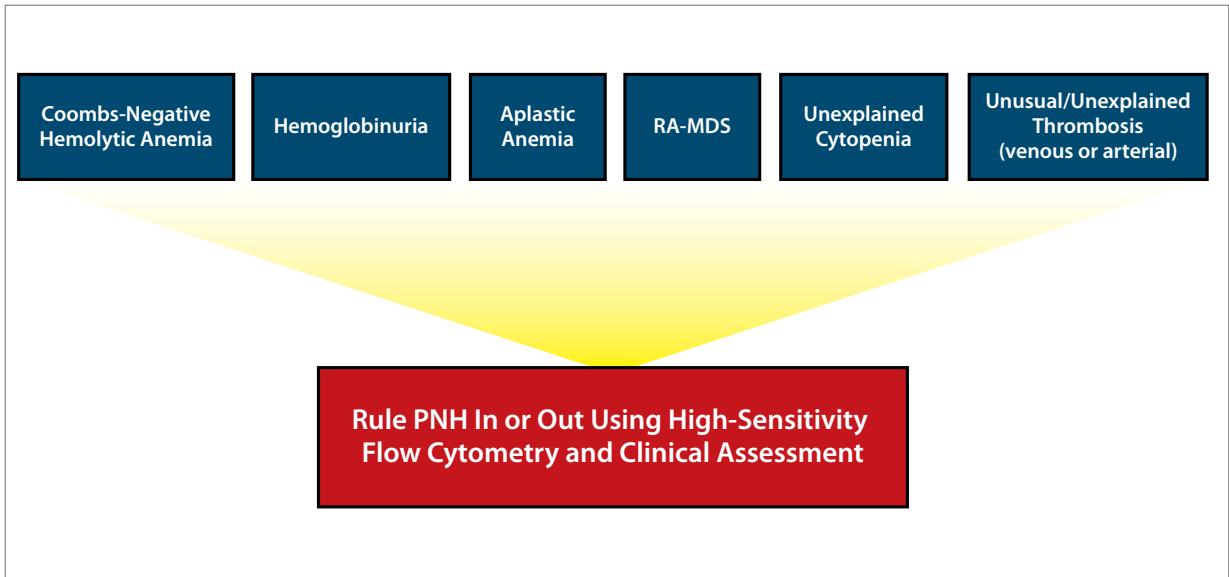 Coombs-Negative
Hemolytic Anemia
Hemoglobinuria
Aplastic
Anemia
RA-MDS
Unexplained
Cytopenia
Unusual/Unexplained
Thrombosis
(venous or arterial)
Rule PNH In or Out Using High-Sensitivity
Flow Cytometry and Clinical Assessment